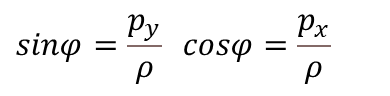 sinφ = p_y/ρ cosφ = p_x/ρ